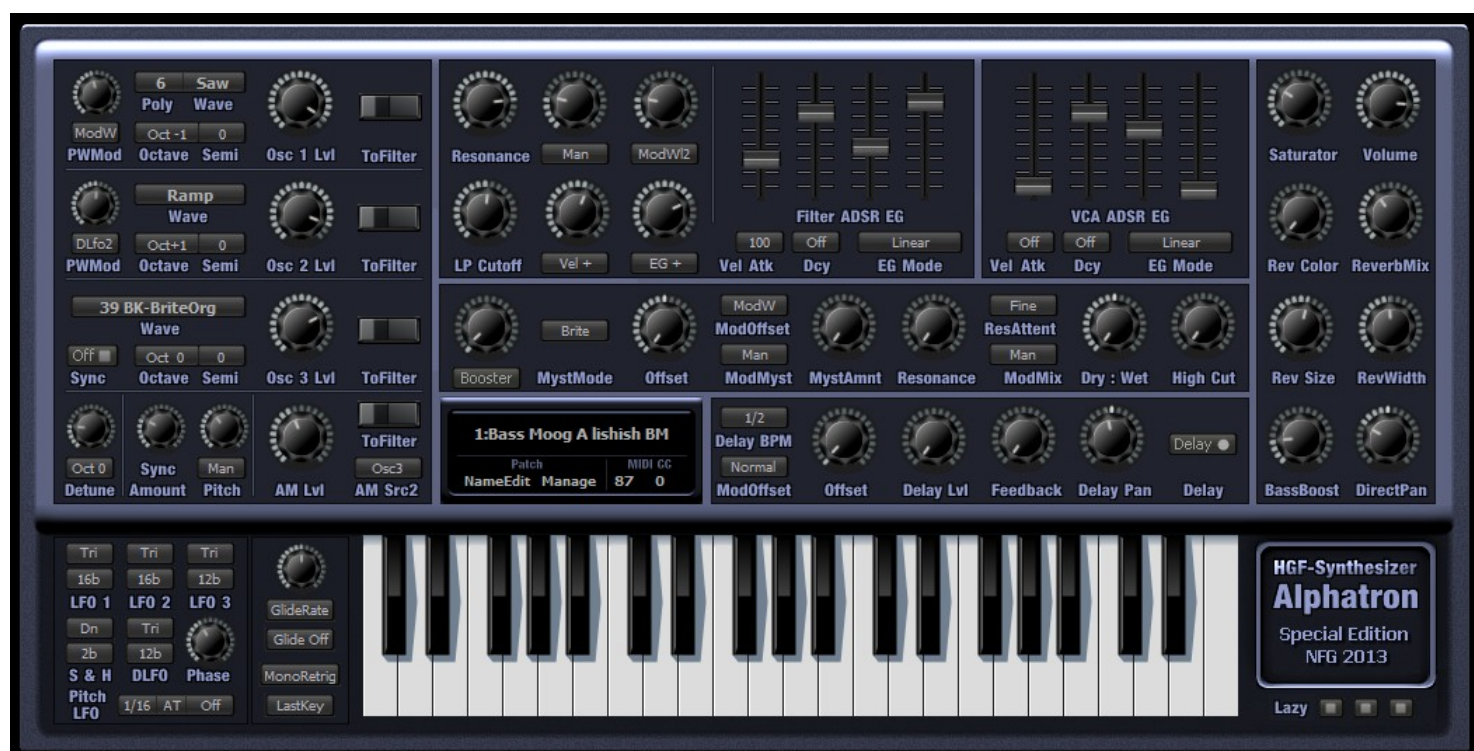 6 Saw
Poly Wave
ModW Oct -1 0
PWMod Octave Semi Osc 1 Lvl ToFilter
Ramp
Wave
DLfo2 Oct+1 0
PWMod Octave Semi Osc 2 Lvl ToFilter
39 BK-BriteOrg
Wave
Off Oct 0 0
Sync Octave Semi Osc 3 Lvl ToFilter
ToFilter
Oct 0 Sync Man Osc3
Detune Amount Pitch AM Lvl AM Src2
Resonance Man ModWl2
LP Cutoff Vel + EG +
Filter ADSR EG
100 Off Linear
Vel Atk Dcy EG Mode
VCA ADSR EG
Off Off Linear
Vel Atk Dcy EG Mode
Saturator Volume
Rev Color ReverbMix
Rev Size RevWidth
BassBoost DirectPan
Booster Brite
MystMode Offset
ModW
ModOffset
Man
ModMyst MystAmnt Resonance
Fine
ResAttent
Man
ModMix Dry : Wet High Cut
1:Bass Moog A lishish BM
Patch MIDI CC
NameEdit Manage 87 0
1/2
Delay BPM
Normal
ModOffset Offset Delay Lvl Feedback Delay Pan Delay
Delay
Tri Tri Tri
16b 16b 12b
LFO 1 LFO 2 LFO 3
Dn Tri
2b 12b
S & H DLFO Phase
Pitch
LFO 1/16 AT Off
GlideRate
Glide Off
MonoRetrig
LastKey
HGF-Synthesizer
Alphatron
Special Edition
NFG 2013
Lazy